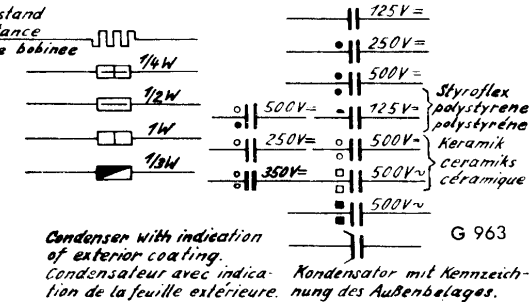 stand
lance
e bobinee
1/4W
1/2W
1W
1/3W
125V=
250V=
500V=
500V=
125V=
250V=
500V=
350V=
500V~
500V~
Styroflex
polystyrene
polystyréne
Keramik
ceramiks
céramique
G 963
Condenser with indication
of exterior coating.
Condensateur avec indica-
tion de la feuille extérieure.
Kondensator mit Kennzeich-
nung des Außenbelages.